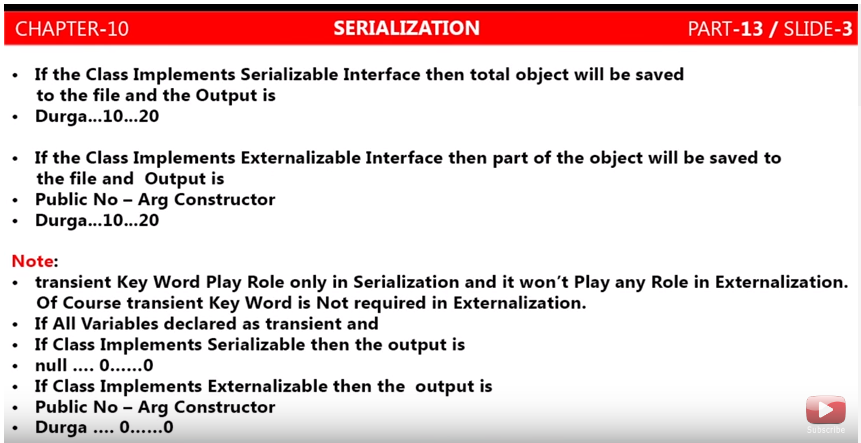 CHAPTER-10 SERIALIZATION PART-13 / SLIDE-3
• If the Class Implements Serializable Interface then total object will be saved
to the file and the Output is
• Durga...10...20
• If the Class Implements Externalizable Interface then part of the object will be saved to
the file and Output is
• Public No – Arg Constructor
• Durga...10...20
Note:
• transient Key Word Play Role only in Serialization and it won't Play any Role in Externalization.
Of Course transient Key Word is Not required in Externalization.
• If All Variables declared as transient and
• If Class Implements Serializable then the output is
• null .... 0......0
• If Class Implements Externalizable then the output is
• Public No – Arg Constructor
• Durga .... 0......0
Subscribe